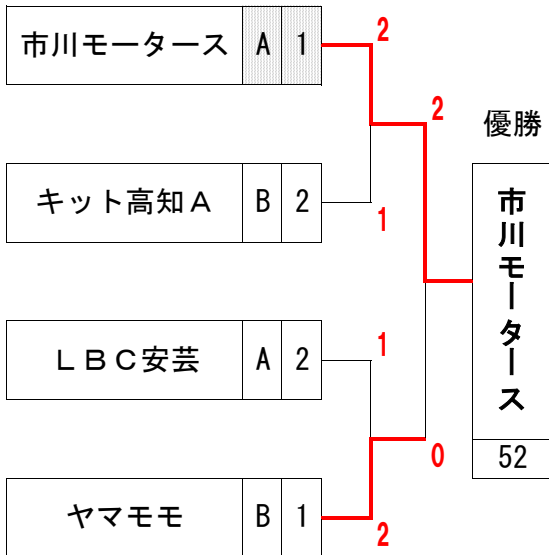 市川モータース A 1
2
2
優勝
キット高知A B 2
1
市川モータース
LBC安芸 A 2
1
0
52
ヤマモモ B 1
2